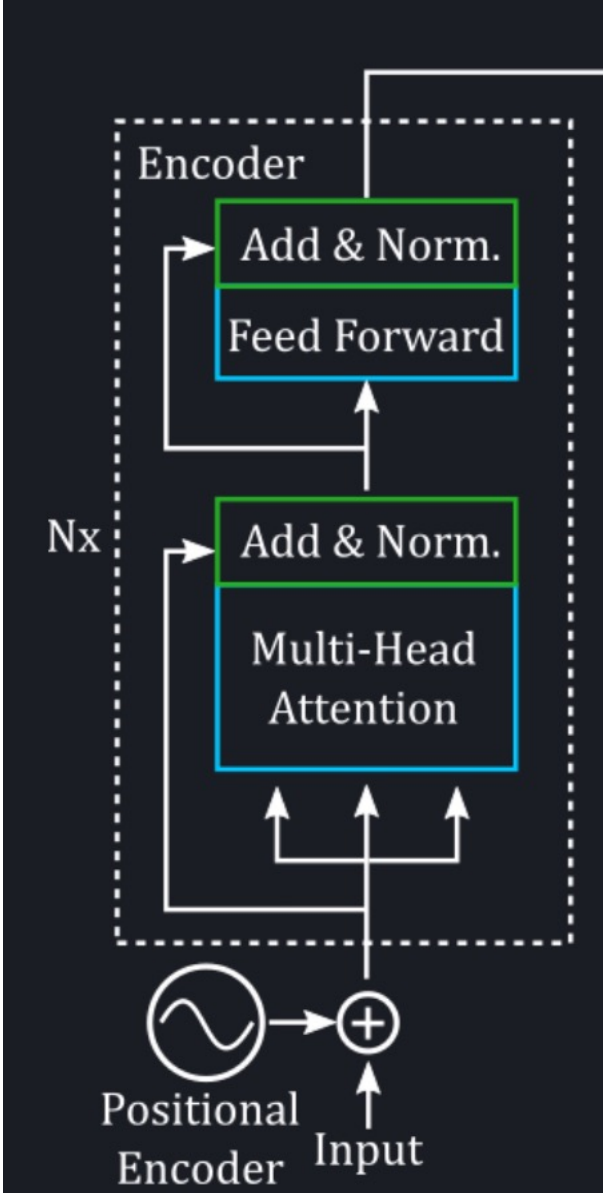 Encoder
Add & Norm.
Feed Forward
Nx
Add & Norm.
Multi-Head
Attention
Positional
Encoder
Input